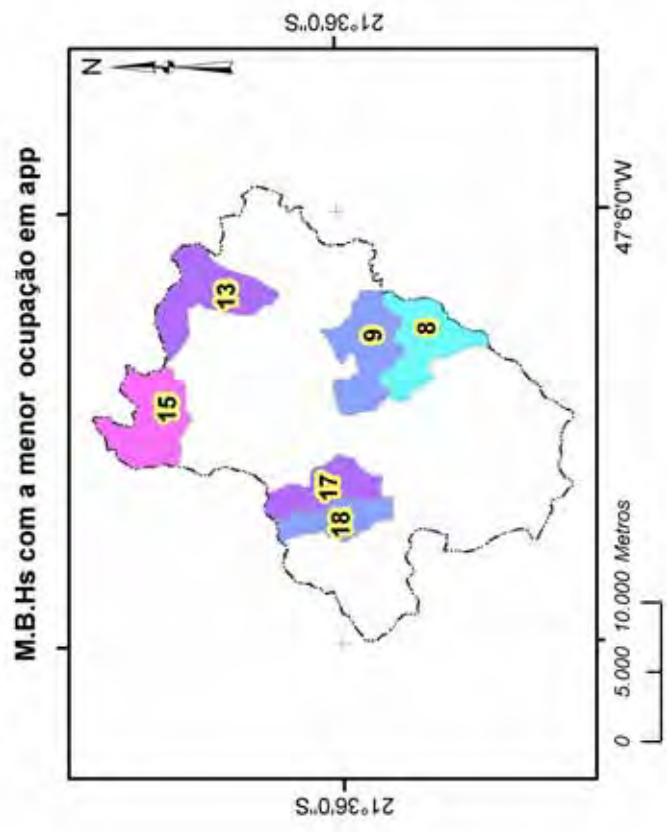 M.B.Hs com a menor ocupação em app
21°36'0"S
N
15
13
17
18
9
8
21°36'0"S
47°6'0"W
0 5.000 10.000 Metros